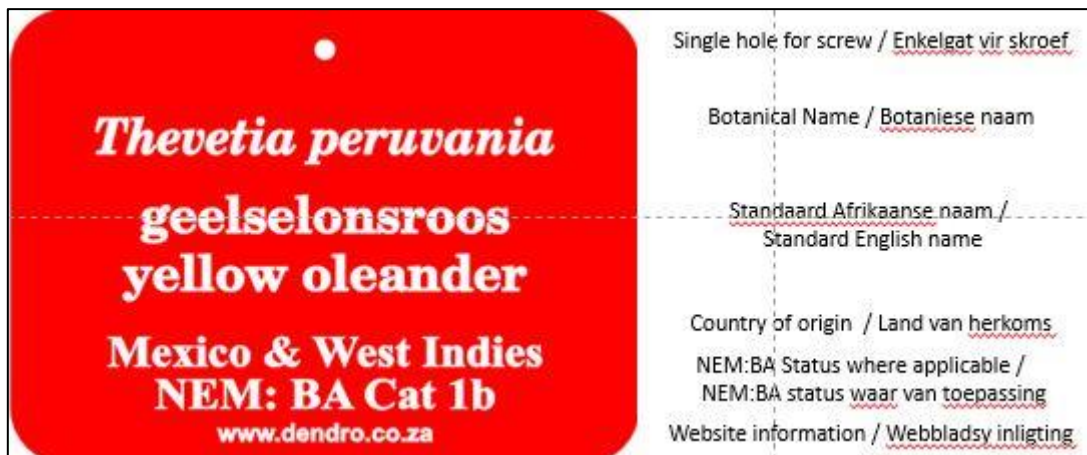 Single hole for screw / Enkelgat vir skroef
Thevetia peruvania
Botanical Name / Botaniese naam
geelselonsroos
yellow oleander
Standaard Afrikaanse naam /
Standard English name
Mexico & West Indies
Country of origin / Land van herkoms
NEM: BA Cat 1b
NEM:BA Status where applicable /
NEM:BA status waar van toepassing
www.dendro.co.za
Website information / Webbladsy inligting